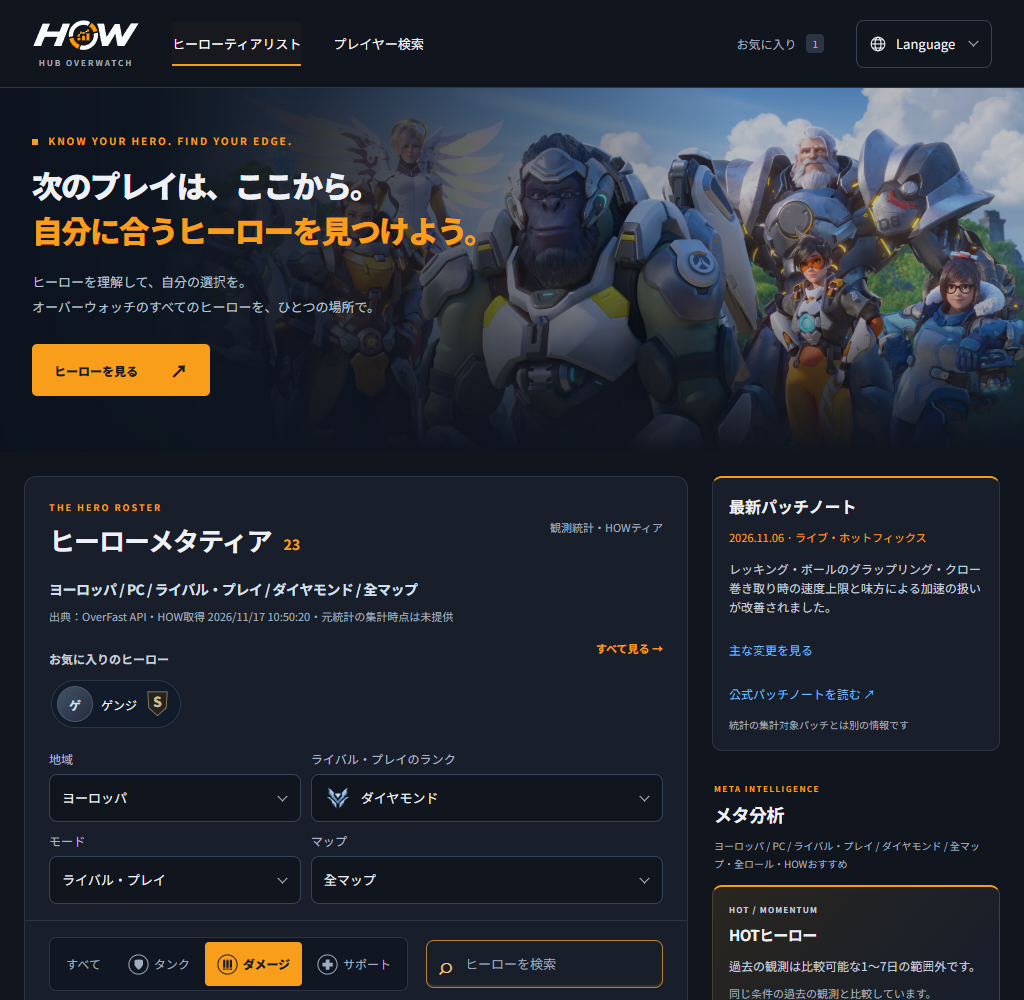 HOW
HUB OVERWATCH
ヒーローティアリスト
プレイヤー検索
お気に入り 1
Language
KNOW YOUR HERO. FIND YOUR EDGE.
次のプレイは、ここから。
自分に合うヒーローを見つけよう。
ヒーローを理解して、自分の選択を。
オーバーウォッチのすべてのヒーローを、ひとつの場所で。
ヒーローを見る ↗
THE HERO ROSTER
ヒーローメタティア 23
観測統計・HOWティア
ヨーロッパ / PC / ライバル・プレイ / ダイヤモンド / 全マップ
出典：OverFast API・HOW取得 2026/11/17 10:50:20・元統計の集計時点は未提供
お気に入りのヒーロー
すべて見る →
ゲ ゲンジ S
地域
ライバル・プレイのランク
ヨーロッパ
ダイヤモンド
モード
マップ
ライバル・プレイ
全マップ
すべて
タンク
ダメージ
サポート
ヒーローを検索
最新パッチノート
2026.11.06 · ライブ・ホットフィックス
レッキング・ボールのグラップリング・クロー
巻き取り時の速度上限と味方による加速の扱い
が改善されました。
主な変更を見る
公式パッチノートを読む ↗
統計の集計対象パッチとは別の情報です
META INTELLIGENCE
メタ分析
ヨーロッパ / PC / ライバル・プレイ / ダイヤモンド / 全マッ
プ・全ロール・HOWおすすめ
HOT / MOMENTUM
HOTヒーロー
過去の観測は比較可能な1〜7日の範囲外です。
同じ条件の過去の観測と比較しています。